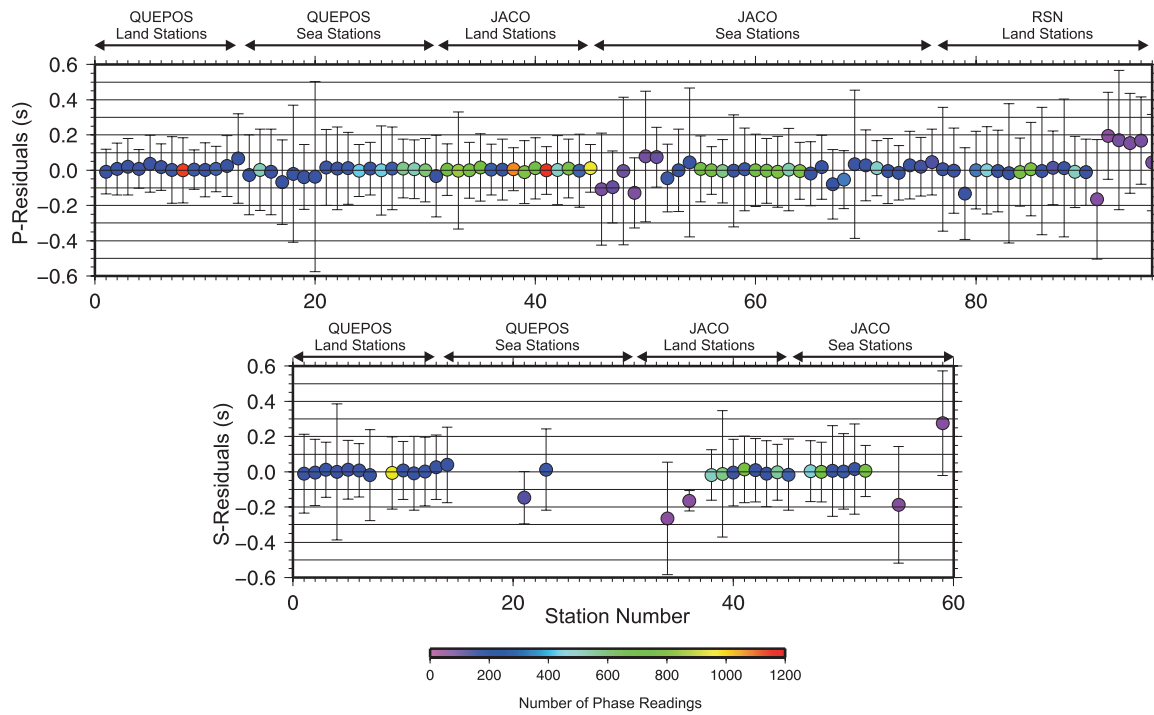 QUEPOS QUEPOS JACO JACO RSN
Land Stations Sea Stations Land Stations Sea Stations Land Stations
P-Residuals (s)
0.6
0.4
0.2
0.0
−0.2
−0.4
−0.6
0 20 40 60 80
QUEPOS QUEPOS JACO JACO
Land Stations Sea Stations Land Stations Sea Stations
S-Residuals (s)
0.6
0.4
0.2
0.0
−0.2
−0.4
−0.6
0 20 40 60
Station Number
0 200 400 600 800 1000 1200
Number of Phase Readings